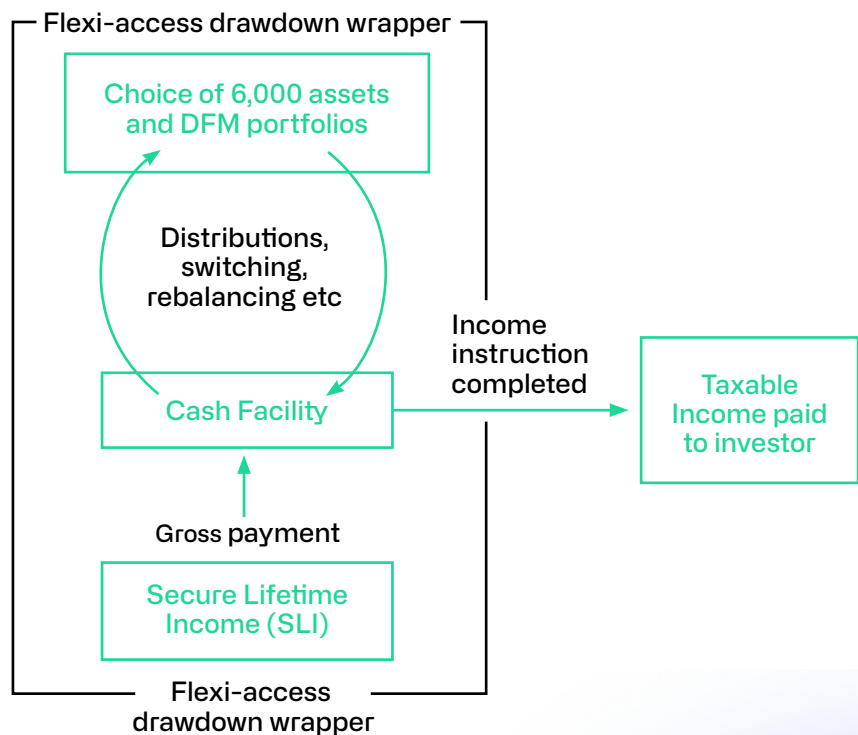 Flexi-access drawdown wrapper
Choice of 6,000 assets
and DFM portfolios
Distributions,
switching,
rebalancing etc
Income
instruction
completed
Cash Facility
Taxable
Income paid
to investor
Gross payment
Secure Lifetime
Income (SLI)
Flexi-access
drawdown wrapper